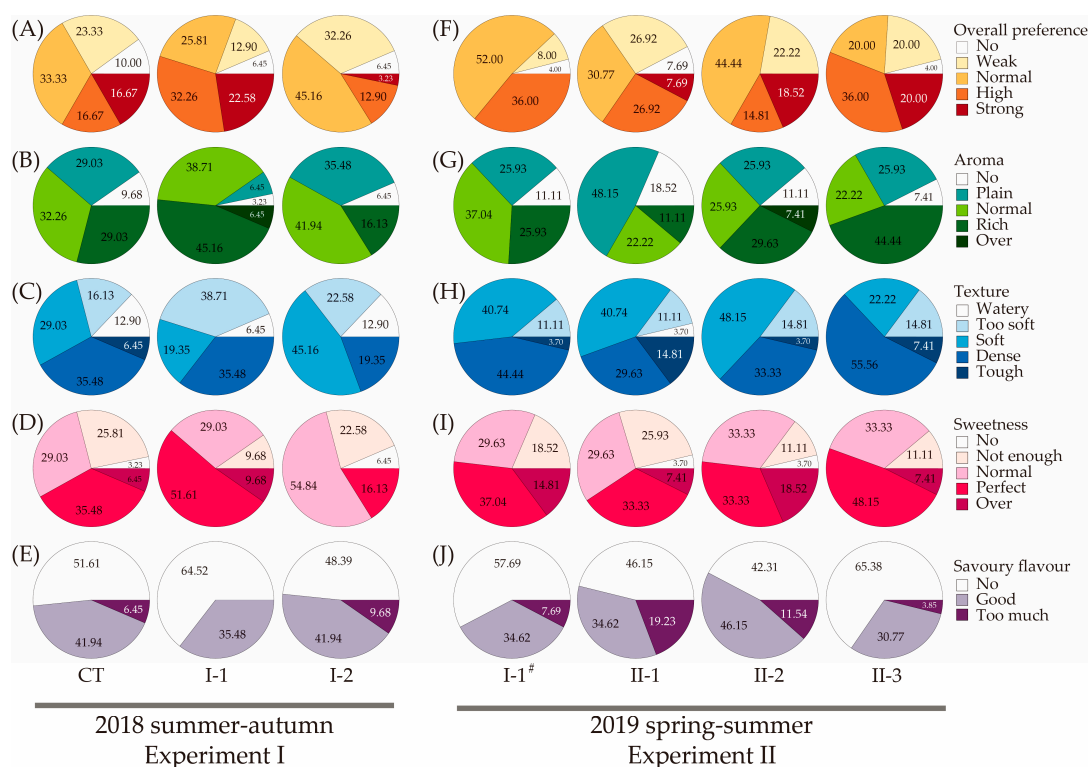 (A)
23.33
10.00
33.33
16.67
16.67
25.81
12.90
6.45
32.26
22.58
32.26
6.45
3.23
45.16
12.90
(F)
52.00
8.00
4.00
36.00
26.92
7.69
30.77
7.69
26.92
22.22
44.44
18.52
14.81
20.00
20.00
4.00
36.00
20.00
Overall preference
No
Weak
Normal
High
Strong
(B)
29.03
9.68
32.26
29.03
38.71
6.45
3.23
6.45
45.16
35.48
6.45
41.94
16.13
(G)
25.93
11.11
37.04
25.93
48.15
18.52
11.11
22.22
25.93
11.11
25.93
7.41
29.63
25.93
22.22
7.41
44.44
Aroma
No
Plain
Normal
Rich
Over
(C)
16.13
12.90
29.03
6.45
35.48
38.71
6.45
19.35
35.48
22.58
12.90
45.16
19.35
(H)
40.74
11.11
3.70
44.44
40.74
11.11
3.70
14.81
29.63
48.15
14.81
3.70
33.33
22.22
14.81
7.41
55.56
Texture
Watery
Too soft
Soft
Dense
Tough
(D)
25.81
29.03
3.23
6.45
35.48
29.03
9.68
9.68
51.61
22.58
6.45
54.84
16.13
(I)
29.63
18.52
14.81
37.04
25.93
29.63
3.70
7.41
33.33
33.33
11.11
3.70
18.52
33.33
33.33
11.11
7.41
48.15
Sweetness
No
Not enough
Normal
Perfect
Over
(E)
51.61
6.45
41.94
64.52
35.48
48.39
9.68
41.94
(J)
57.69
7.69
34.62
46.15
34.62
19.23
42.31
11.54
46.15
65.38
3.85
30.77
Savoury flavour
No
Good
Too much
CT
I-1
I-2
I-1#
II-1
II-2
II-3
2018 summer-autumn
Experiment I
2019 spring-summer
Experiment II